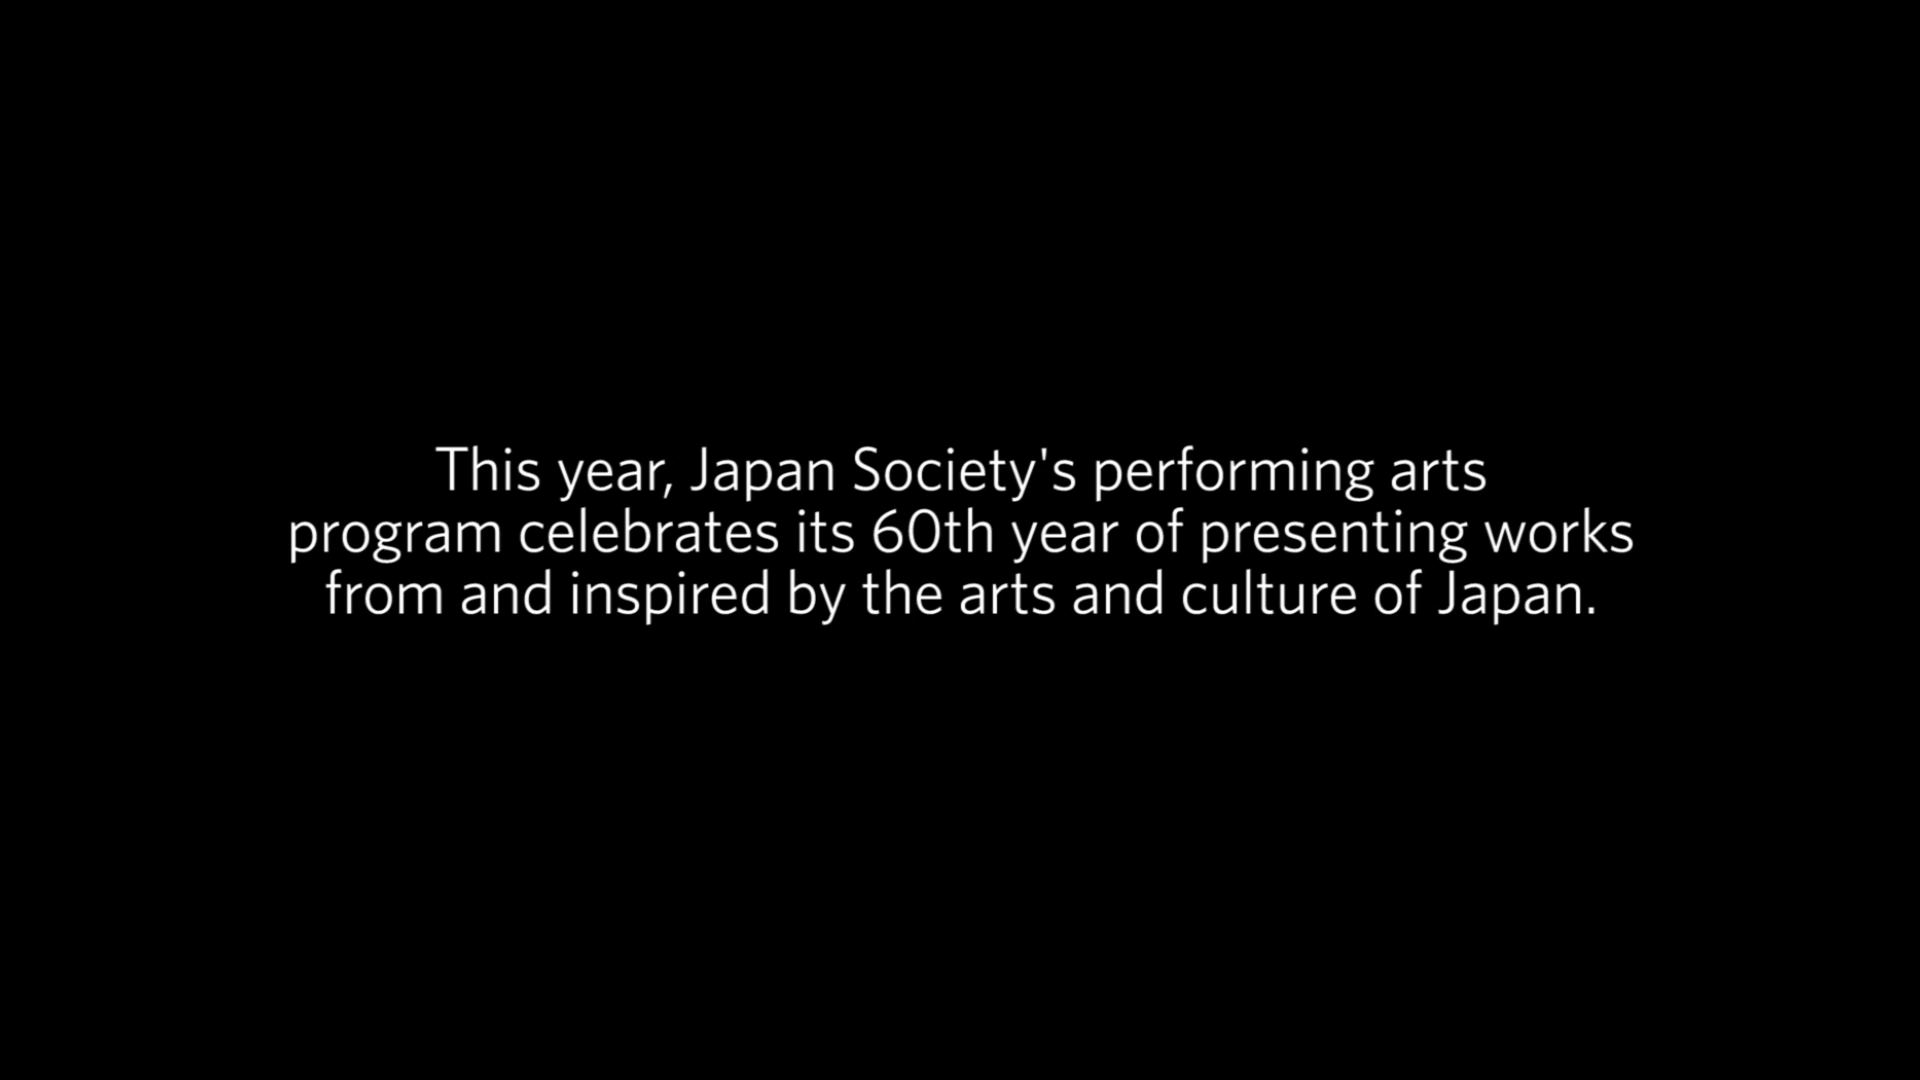 This year, Japan Society's performing arts
program celebrates its 60th year of presenting works
from and inspired by the arts and culture of Japan.